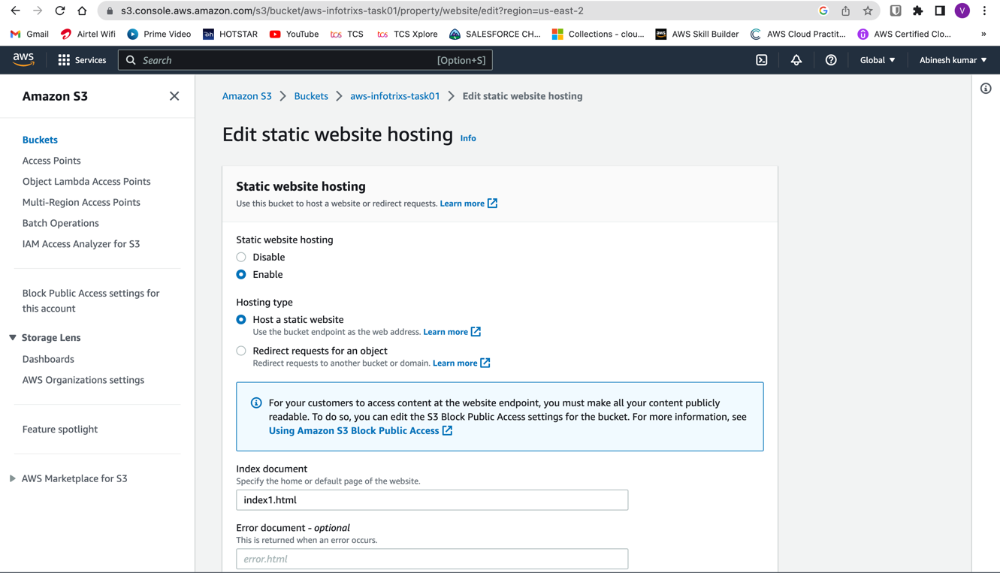 s3.console.aws.amazon.com/s3/bucket/aws-infotrixs-task01/property/website/edit?region=us-east-2
V
Gmail Airtel Wifi Prime Video HOTSTAR YouTube tcs TCS tcs TCS Xplore SALESFORCE CH... Collections - clou... aws AWS Skill Builder AWS Cloud Practit... AWS Certified Clo... »
aws Services Search [Option+S] Global Abinesh kumar
Amazon S3
Buckets
Access Points
Object Lambda Access Points
Multi-Region Access Points
Batch Operations
IAM Access Analyzer for S3
Block Public Access settings for
this account
Storage Lens
Dashboards
AWS Organizations settings
Feature spotlight
AWS Marketplace for S3
Amazon S3 > Buckets > aws-infotrixs-task01 > Edit static website hosting
Edit static website hosting Info
Static website hosting
Use this bucket to host a website or redirect requests. Learn more
Static website hosting
Disable
Enable
Hosting type
Host a static website
Use the bucket endpoint as the web address. Learn more
Redirect requests for an object
Redirect requests to another bucket or domain. Learn more
For your customers to access content at the website endpoint, you must make all your content publicly
readable. To do so, you can edit the S3 Block Public Access settings for the bucket. For more information, see
Using Amazon S3 Block Public Access
Index document
Specify the home or default page of the website.
index1.html
Error document - optional
This is returned when an error occurs.
error.html